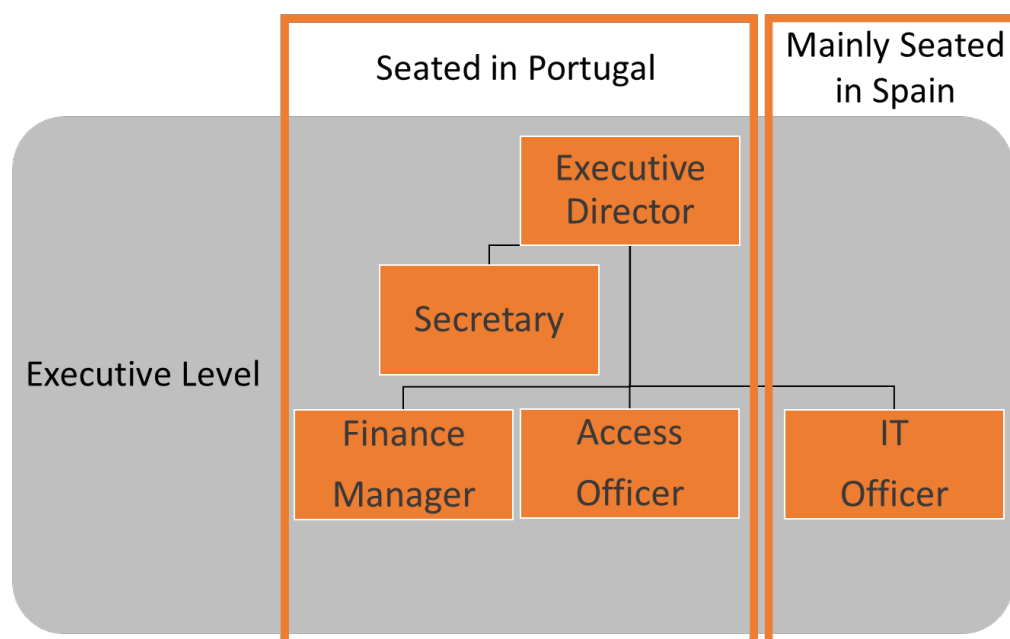 Seated in Portugal
Mainly Seated
in Spain
Executive
Director
Secretary
Executive Level
Finance
Manager
Access
Officer
IT
Officer